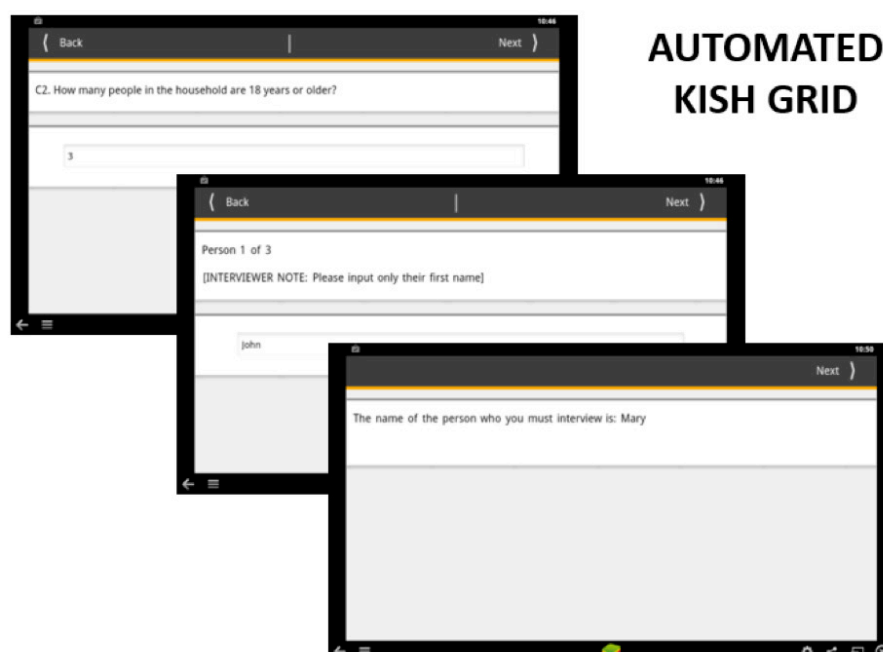 AUTOMATED
KISH GRID
10:46
Back
Next
C2. How many people in the household are 18 years or older?
3
10:46
Back
Next
Person 1 of 3
[INTERVIEWER NOTE: Please input only their first name]
John
10:50
Next
The name of the person who you must interview is: Mary